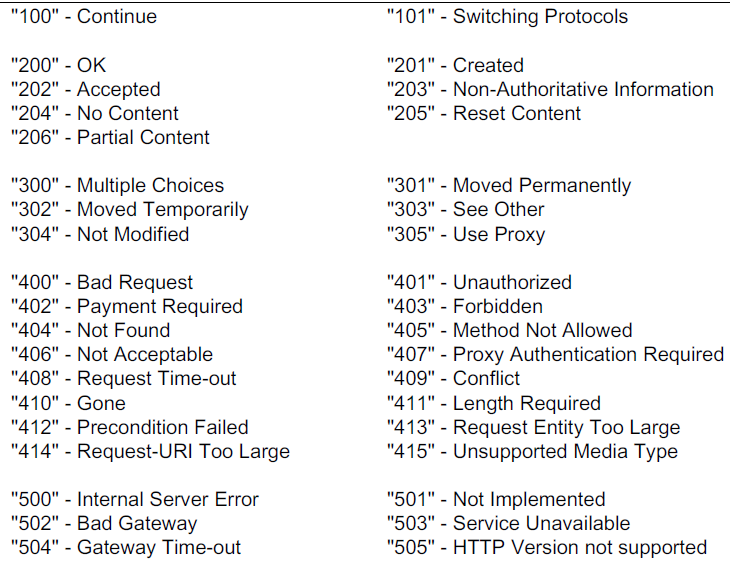 "100" - Continue "101" - Switching Protocols
"200" - OK "201" - Created
"202" - Accepted "203" - Non-Authoritative Information
"204" - No Content "205" - Reset Content
"206" - Partial Content
"300" - Multiple Choices "301" - Moved Permanently
"302" - Moved Temporarily "303" - See Other
"304" - Not Modified "305" - Use Proxy
"400" - Bad Request "401" - Unauthorized
"402" - Payment Required "403" - Forbidden
"404" - Not Found "405" - Method Not Allowed
"406" - Not Acceptable "407" - Proxy Authentication Required
"408" - Request Time-out "409" - Conflict
"410" - Gone "411" - Length Required
"412" - Precondition Failed "413" - Request Entity Too Large
"414" - Request-URI Too Large "415" - Unsupported Media Type
"500" - Internal Server Error "501" - Not Implemented
"502" - Bad Gateway "503" - Service Unavailable
"504" - Gateway Time-out "505" - HTTP Version not supported